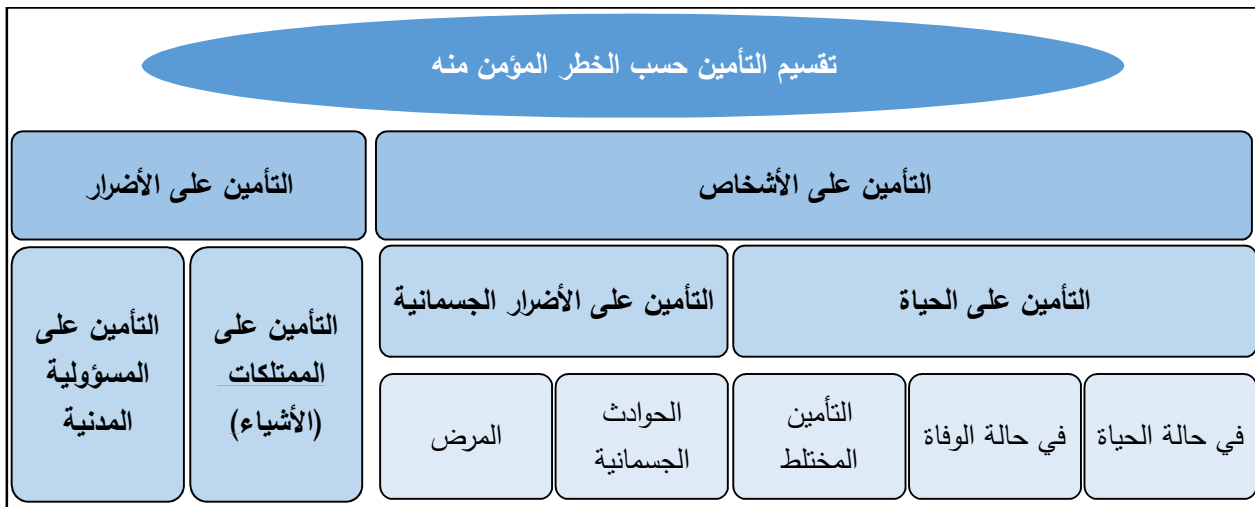 تقسيم التأمين حسب الخطر المؤمن منه
التأمين على الأشخاص
التأمين على الأضرار
التأمين على الحياة
التأمين على الأضرار الجسمانية
التأمين على
الممتلكات
(الأشياء)
التأمين على
المسؤولية
المدنية
في حالة الحياة
في حالة الوفاة
التأمين
المختلط
الحوادث
الجسمانية
المرض